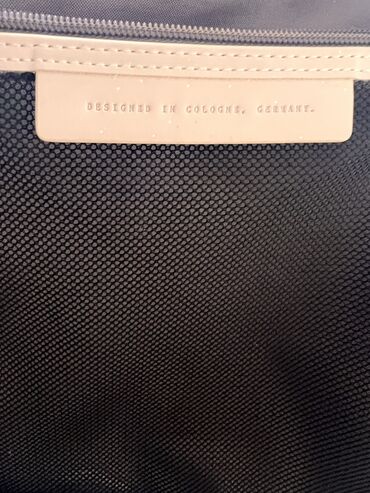 DESIGNED IN COLOGNE, GERMANY.